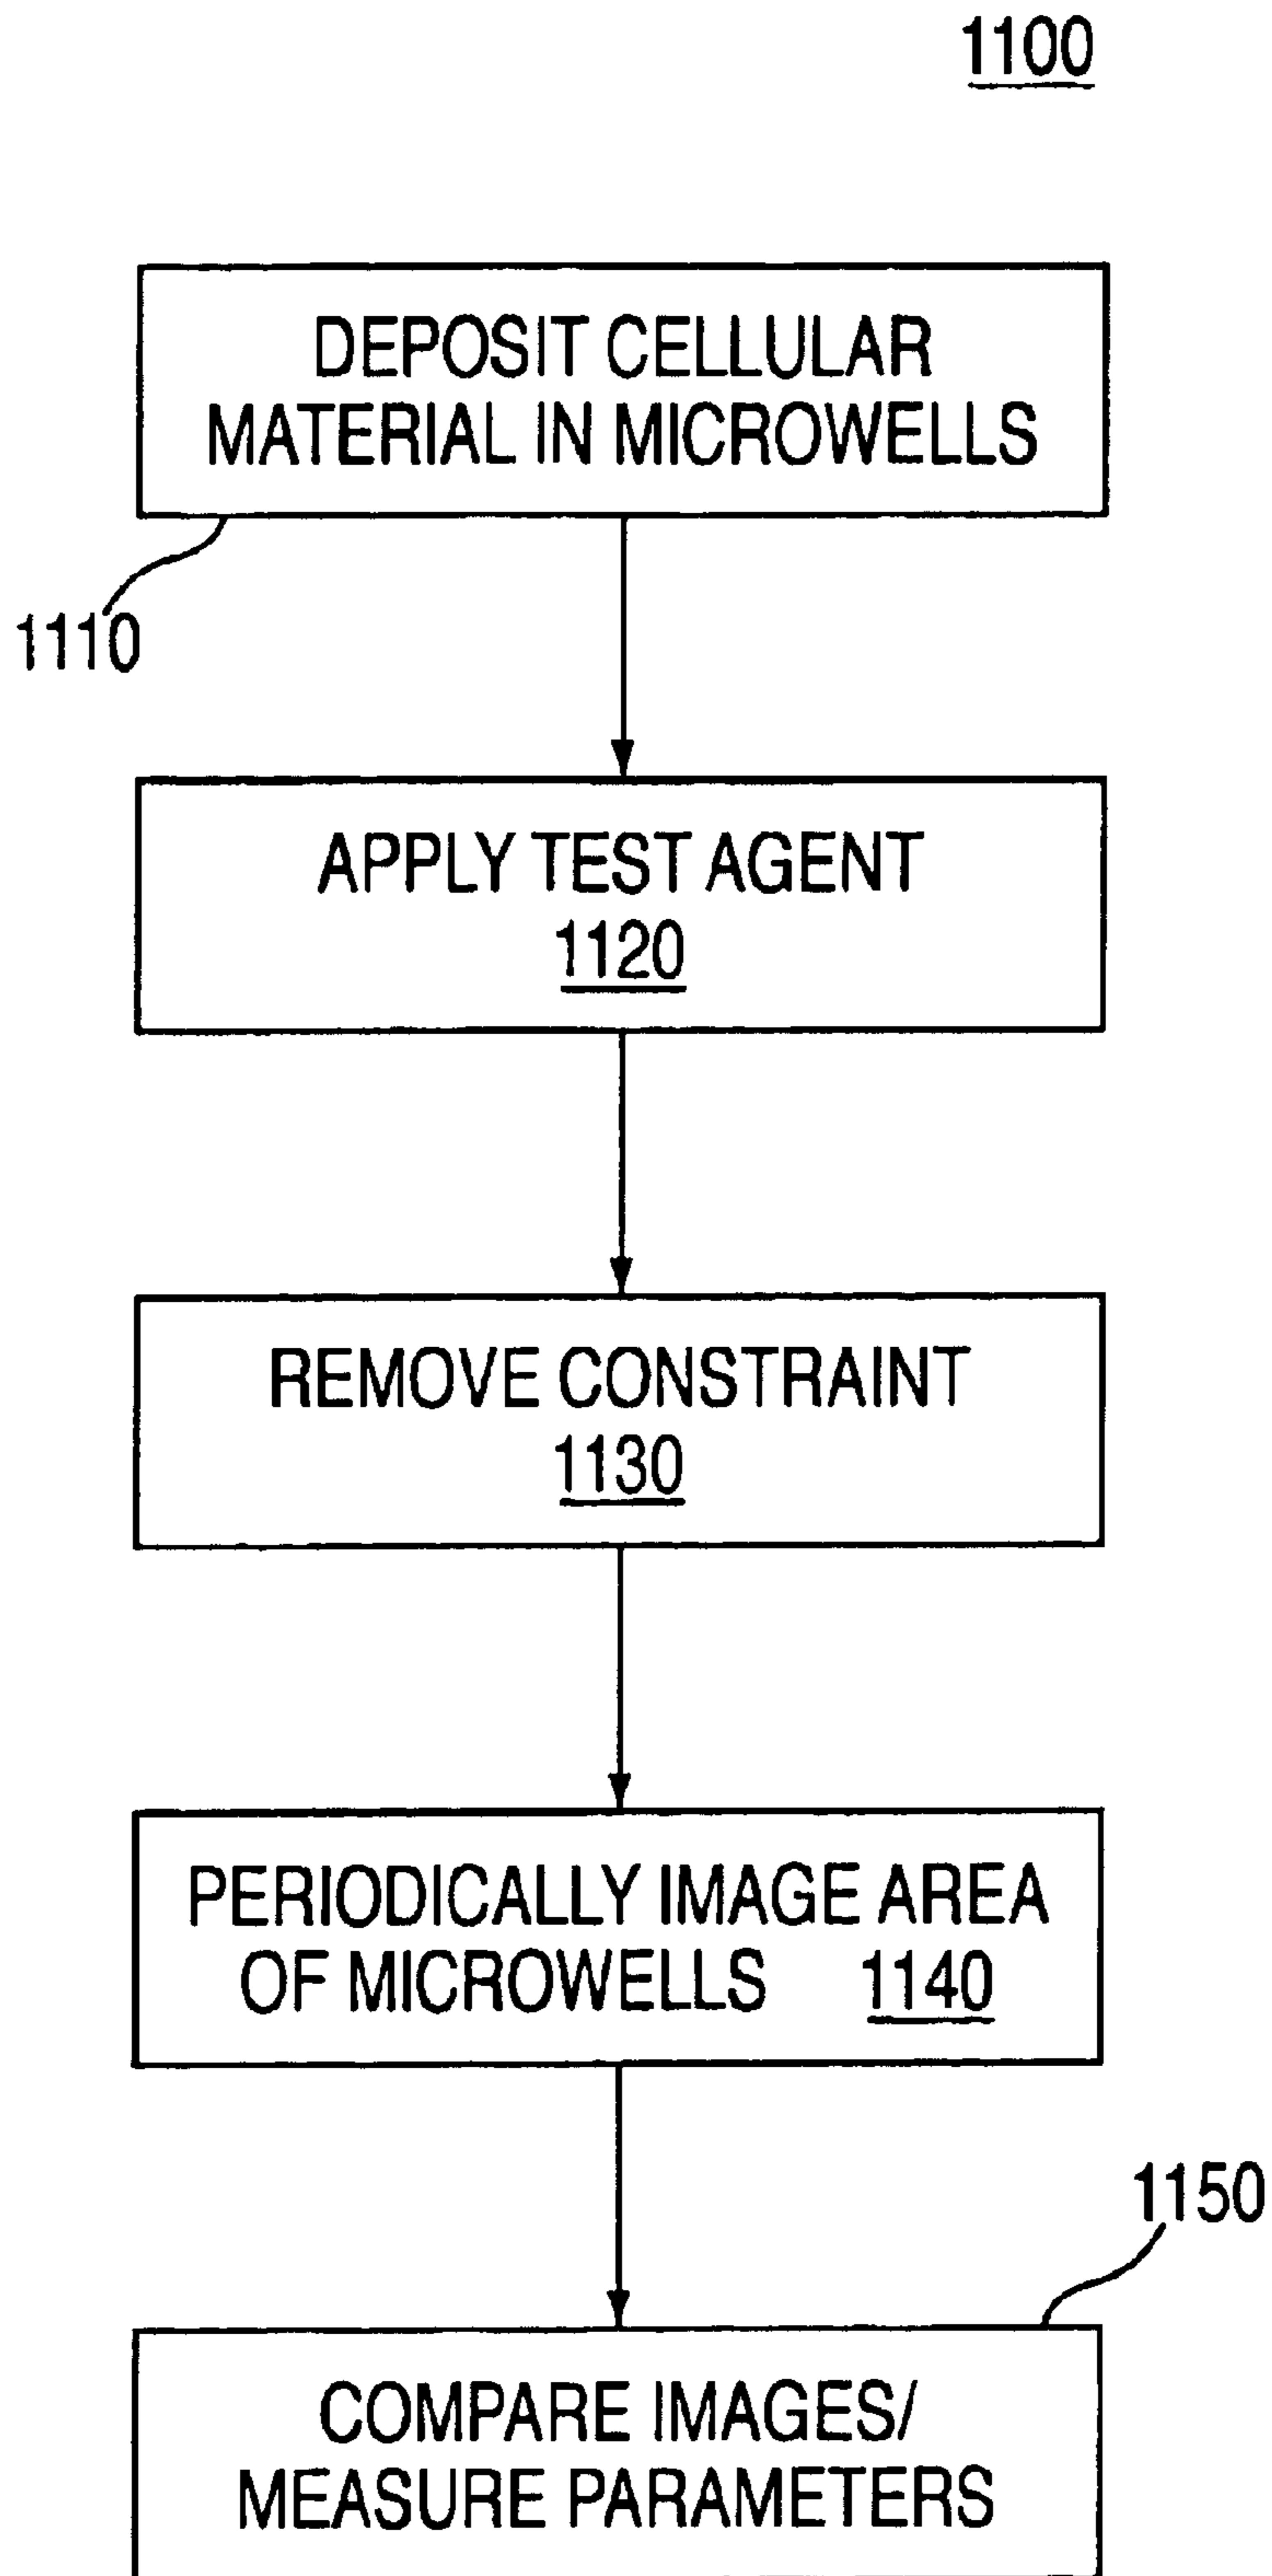 1100
DEPOSIT CELLULAR
MATERIAL IN MICROWELLS
1110
APPLY TEST AGENT
1120
REMOVE CONSTRAINT
1130
PERIODICALLY IMAGE AREA
OF MICROWELLS 1140
1150
COMPARE IMAGES/
MEASURE PARAMETERS